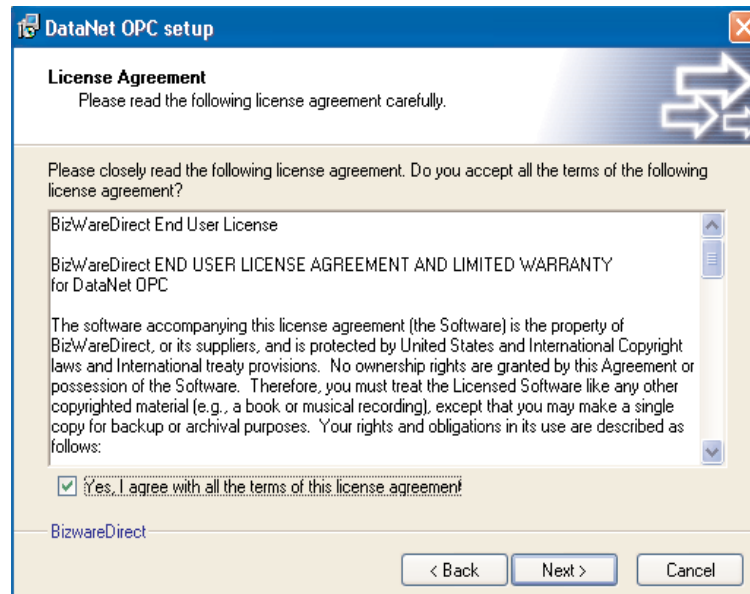 DataNet OPC setup
License Agreement
Please read the following license agreement carefully.
Please closely read the following license agreement. Do you accept all the terms of the following
license agreement?
BizWareDirect End User License
BizWareDirect END USER LICENSE AGREEMENT AND LIMITED WARRANTY
for DataNet OPC
The software accompanying this license agreement (the Software) is the property of
BizWareDirect, or its suppliers, and is protected by United States and International Copyright
laws and International treaty provisions.  No ownership rights are granted by this Agreement or
possession of the Software.  Therefore, you must treat the Licensed Software like any other
copyrighted material (e.g., a book or musical recording), except that you may make a single
copy for backup or archival purposes.  Your rights and obligations in its use are described as
follows:
Yes, I agree with all the terms of this license agreement
BizwareDirect
< Back
Next >
Cancel